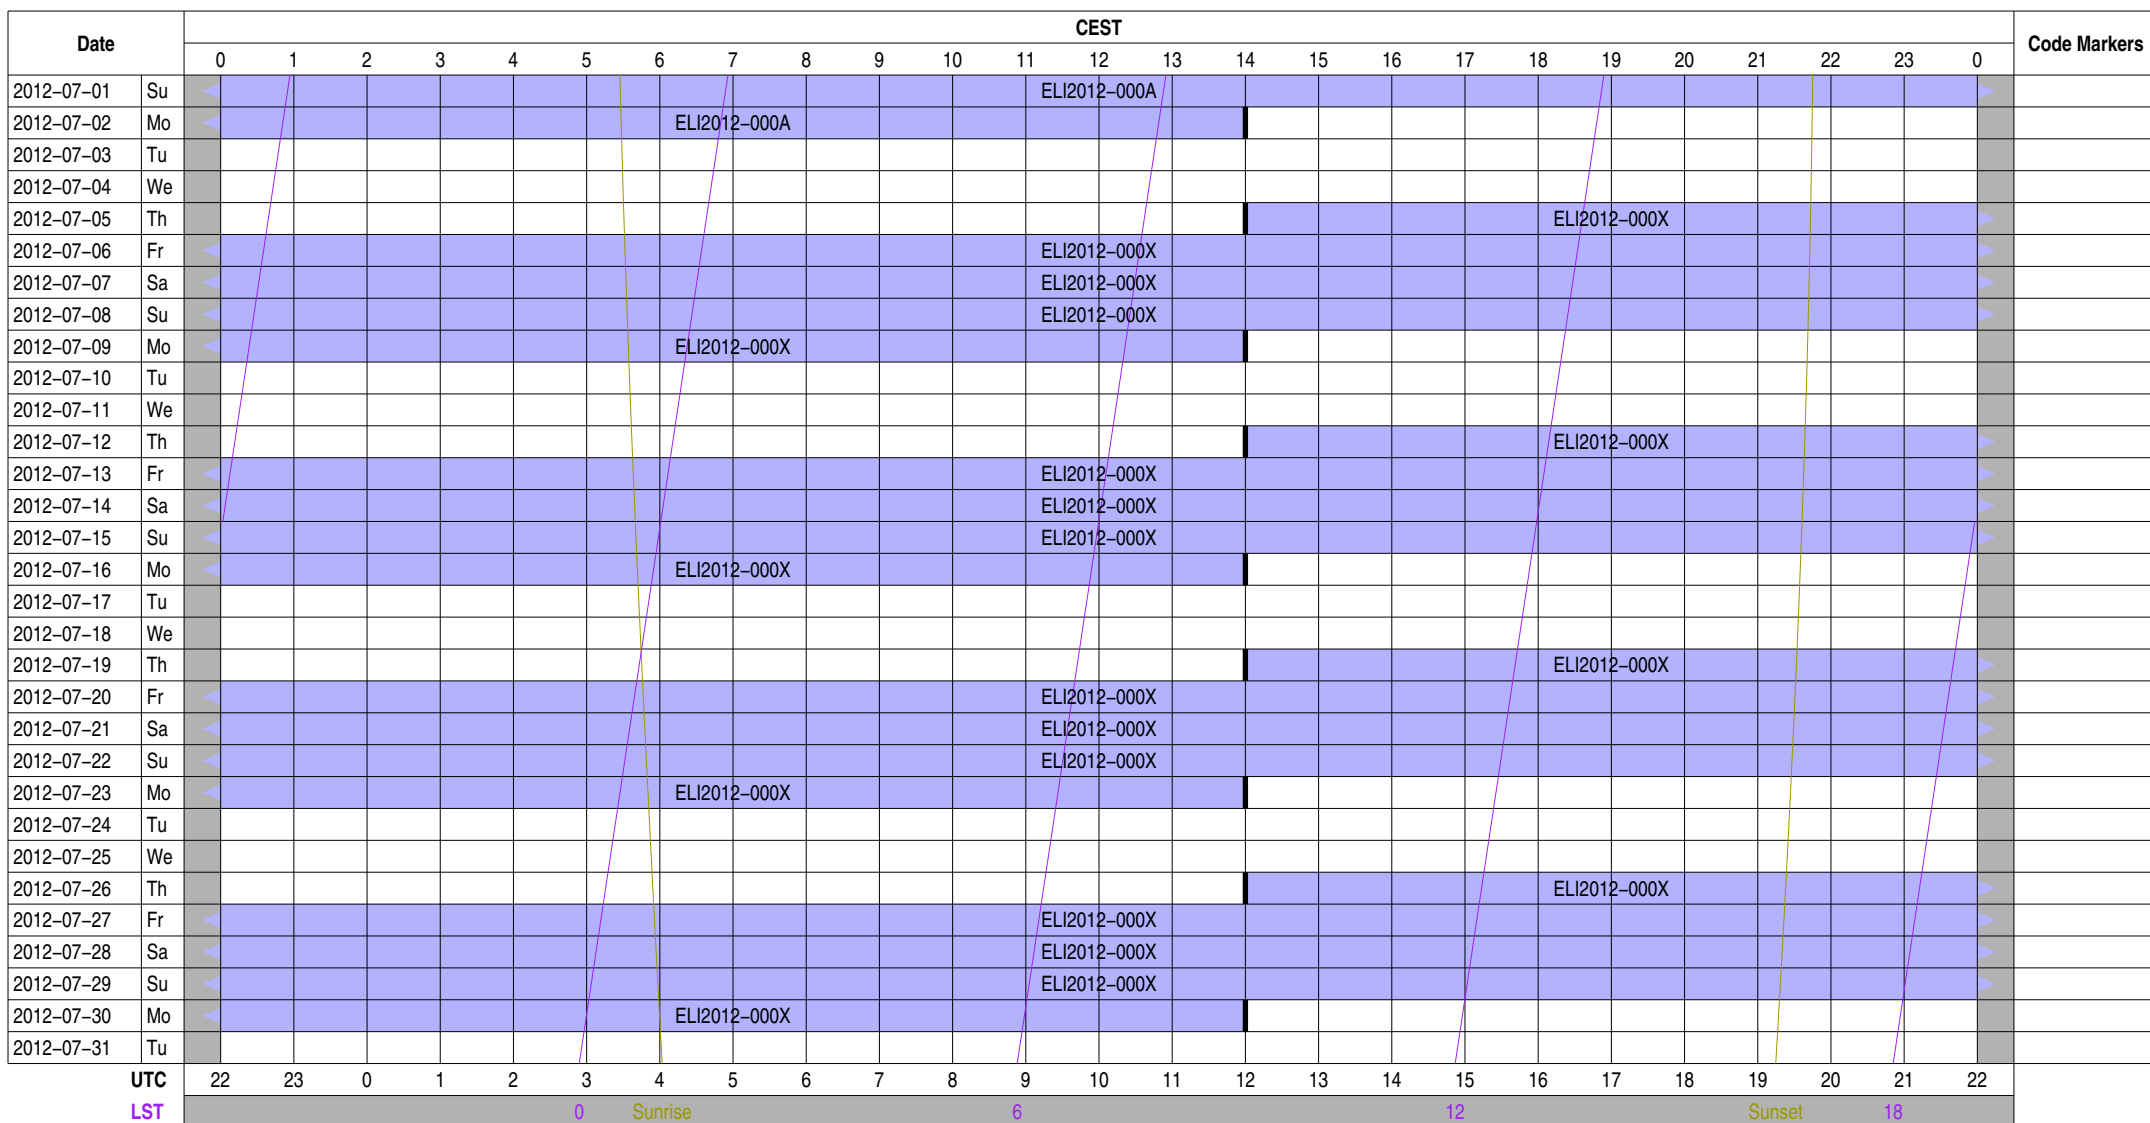 Date CEST Code Markers
0 1 2 3 4 5 6 7 8 9 10 11 12 13 14 15 16 17 18 19 20 21 22 23 0
2012−07−01 Su ELI2012−000A
2012−07−02 Mo ELI2012−000A
2012−07−03 Tu
2012−07−04 We
2012−07−05 Th ELI2012−000X
2012−07−06 Fr ELI2012−000X
2012−07−07 Sa ELI2012−000X
2012−07−08 Su ELI2012−000X
2012−07−09 Mo ELI2012−000X
2012−07−10 Tu
2012−07−11 We
2012−07−12 Th ELI2012−000X
2012−07−13 Fr ELI2012−000X
2012−07−14 Sa ELI2012−000X
2012−07−15 Su ELI2012−000X
2012−07−16 Mo ELI2012−000X
2012−07−17 Tu
2012−07−18 We
2012−07−19 Th ELI2012−000X
2012−07−20 Fr ELI2012−000X
2012−07−21 Sa ELI2012−000X
2012−07−22 Su ELI2012−000X
2012−07−23 Mo ELI2012−000X
2012−07−24 Tu
2012−07−25 We
2012−07−26 Th ELI2012−000X
2012−07−27 Fr ELI2012−000X
2012−07−28 Sa ELI2012−000X
2012−07−29 Su ELI2012−000X
2012−07−30 Mo ELI2012−000X
2012−07−31 Tu
UTC 22 23 0 1 2 3 4 5 6 7 8 9 10 11 12 13 14 15 16 17 18 19 20 21 22
LST 0 Sunrise 6 12 Sunset 18